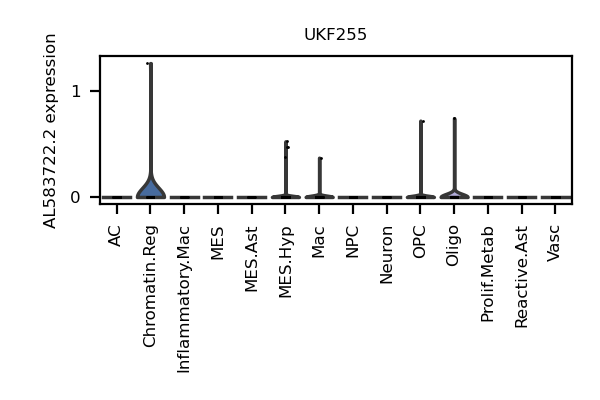 UKF255
AL583722.2 expression
1
0
AC
Chromatin.Reg
Inflammatory.Mac
MES
MES.Ast
MES.Hyp
Mac
NPC
Neuron
OPC
Oligo
Prolif.Metab
Reactive.Ast
Vasc